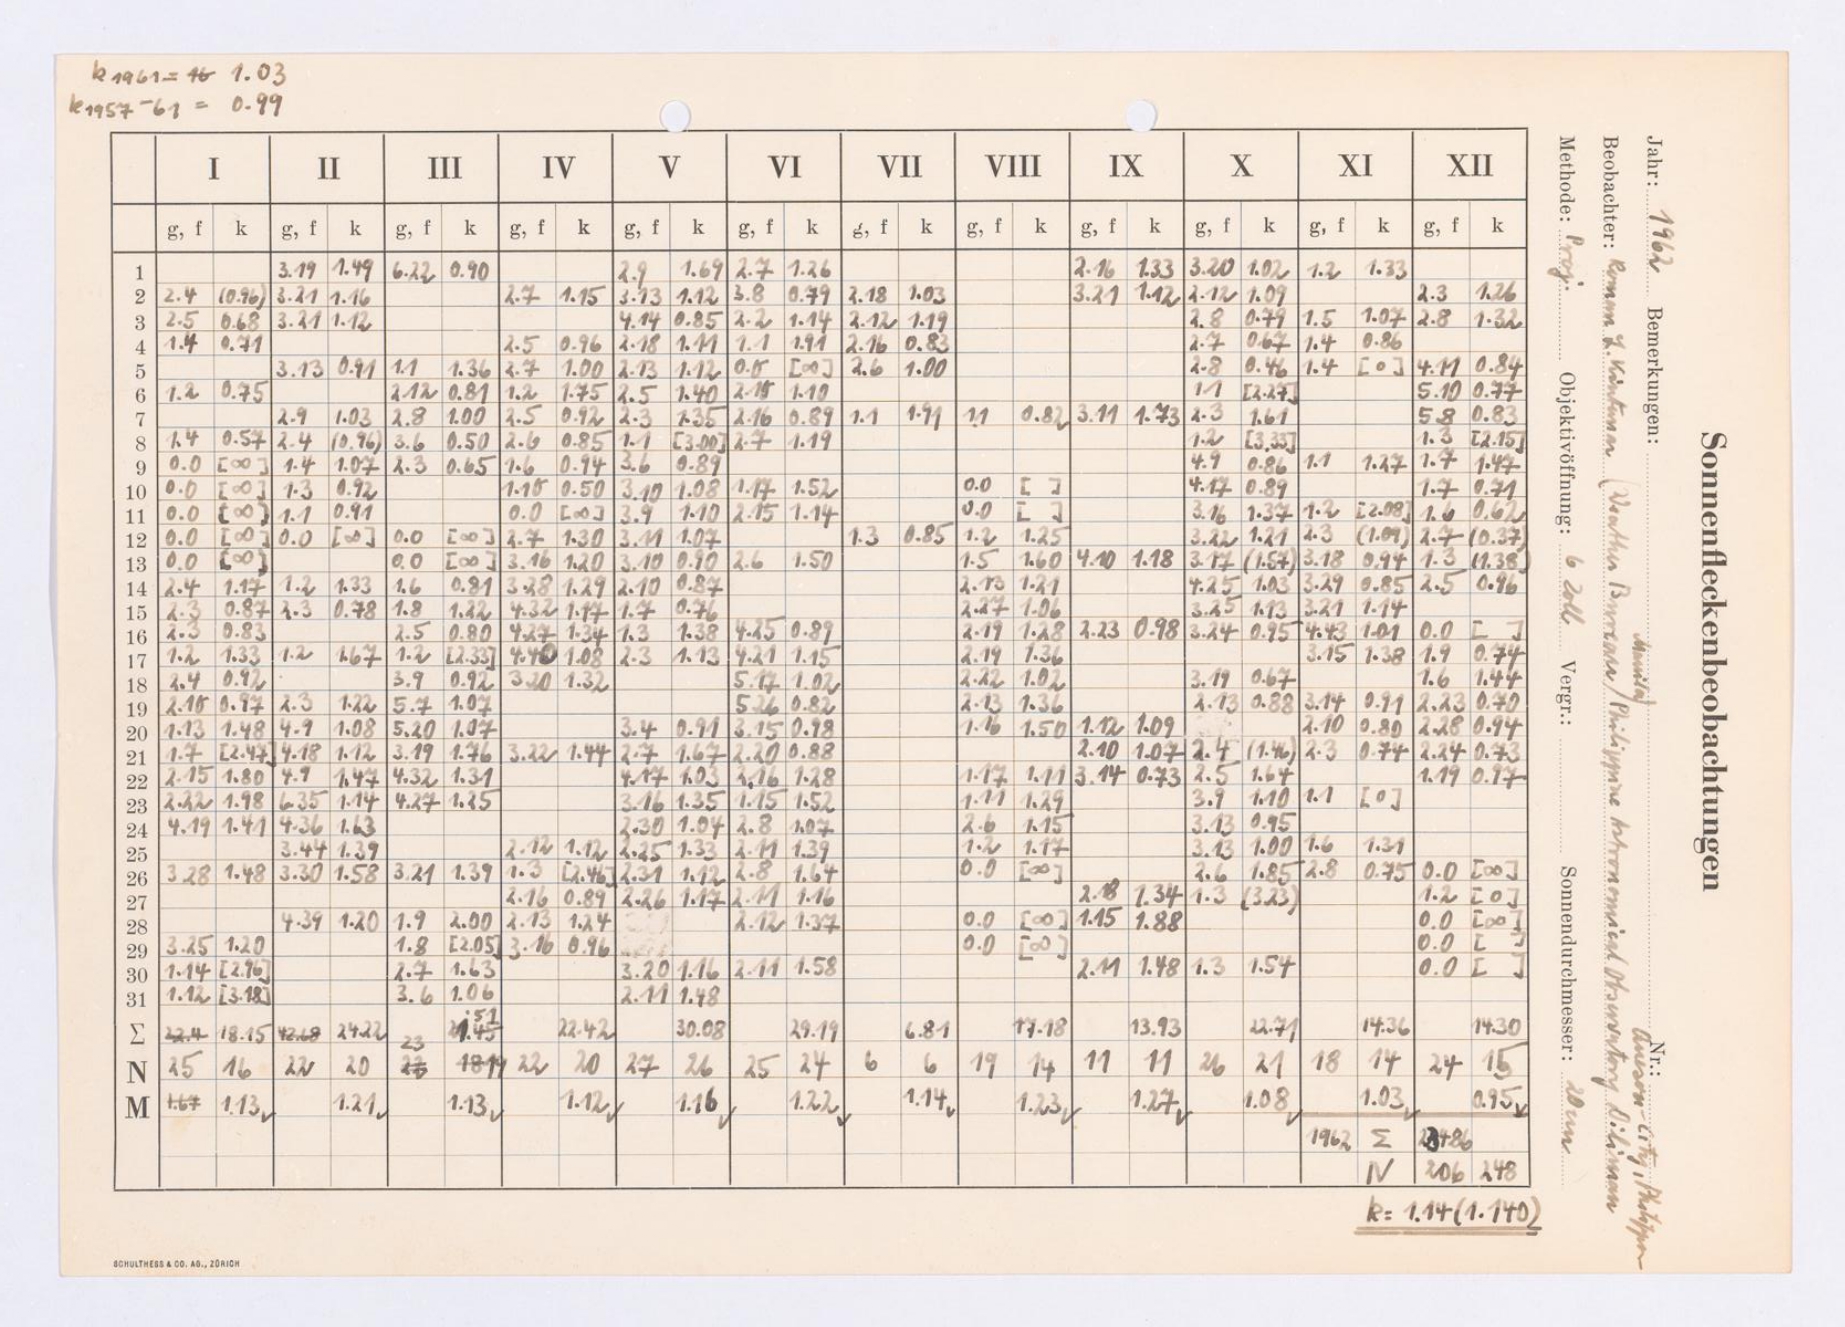 k 1961 = 1.03
k 1957-61 = 0.99
I II III IV V VI VII VIII IX X XI XII
g, f k g, f k g, f k g, f k g, f k g, f k g, f k g, f k g, f k g, f k g, f k g, f k
1 3.19 1.49 6.22 0.90 2.9 1.69 2.7 1.26 2.16 1.33 3.20 1.02 1.2 1.33
2 2.4 (0.96) 3.21 1.16 2.7 1.15 3.13 1.12 3.8 0.79 2.18 1.03 3.21 1.12 2.12 1.09 2.3 1.26
3 2.5 0.68 3.21 1.12 4.14 0.85 2.2 1.14 2.12 1.19 2.8 0.79 1.5 1.07 2.8 1.32
4 1.4 0.71 2.5 0.96 2.18 1.11 1.1 1.91 2.16 0.83 2.7 0.67 1.4 0.86
5 3.13 0.91 1.1 1.36 2.7 1.00 2.13 1.12 0.0 [∞] 2.6 1.00 2.8 0.46 1.4 [0] 4.11 0.84
6 1.2 0.75 2.12 0.81 1.2 1.75 2.5 1.40 2.15 1.10 1.1 [2.27] 5.10 0.77
7 2.9 1.03 2.8 1.00 2.5 0.92 2.3 1.35 2.16 0.89 1.1 1.91 1.1 0.82 3.11 1.73 2.3 1.61 5.8 0.83
8 1.4 0.57 2.4 (0.96) 3.6 0.50 2.6 0.85 1.1 [3.00] 2.7 1.19 1.2 [3.33] 1.3 [2.15]
9 0.0 [∞] 1.4 1.07 2.3 0.65 1.6 0.94 3.6 0.89 4.9 0.86 1.1 1.27 1.7 1.47
10 0.0 [∞] 1.3 0.92 1.10 0.50 3.10 1.08 1.17 1.52 0.0 [ ] 4.17 0.89 1.7 0.71
11 0.0 [∞] 1.1 0.91 0.0 [∞] 3.9 1.10 2.15 1.14 0.0 [ ] 3.16 1.37 1.2 [2.08] 1.6 0.62
12 0.0 [∞] 0.0 [∞] 0.0 [∞] 2.7 1.30 3.11 1.07 1.3 0.85 1.2 1.25 3.22 1.21 2.3 (1.09) 2.7 (0.37)
13 0.0 [∞] 0.0 [∞] 3.16 1.20 3.10 0.90 2.6 1.50 1.5 1.60 4.10 1.18 3.17 (1.57) 3.18 0.94 1.3 (1.38)
14 2.4 1.17 1.2 1.33 1.6 0.81 3.28 1.29 2.10 0.87 2.13 1.21 4.25 1.03 3.29 0.85 2.5 0.96
15 2.3 0.87 2.3 0.78 1.8 1.22 4.32 1.17 1.7 0.76 2.27 1.06 3.25 1.13 3.21 1.14
16 2.3 0.83 2.5 0.80 4.27 1.34 1.3 1.38 4.25 0.89 2.19 1.28 2.23 0.98 3.24 0.95 4.43 1.01 0.0 [ ]
17 1.2 1.33 1.2 1.67 1.2 [2.33] 4.40 1.08 2.3 1.13 4.21 1.15 2.19 1.36 3.15 1.38 1.9 0.74
18 2.4 0.92 3.9 0.92 3.20 1.32 5.17 1.02 2.22 1.02 3.19 0.67 1.6 1.44
19 2.10 0.97 2.3 1.22 5.7 1.07 5.26 0.82 2.13 1.36 2.13 0.88 3.14 0.91 2.23 0.70
20 1.13 1.48 4.9 1.08 5.20 1.07 3.4 0.91 3.15 0.98 1.16 1.50 1.12 1.09 2.10 0.80 2.28 0.94
21 1.7 [2.47] 4.18 1.12 3.19 1.76 3.22 1.44 2.7 1.67 2.20 0.88 2.10 1.07 2.4 (1.46) 2.3 0.74 2.24 0.73
22 2.15 1.80 4.9 1.47 4.32 1.31 4.17 1.03 2.16 1.28 1.17 1.11 3.14 0.73 2.5 1.64 1.19 0.97
23 2.22 1.98 6.35 1.14 4.27 1.25 3.16 1.35 1.15 1.52 1.11 1.29 3.9 1.10 1.1 [0]
24 4.19 1.41 4.36 1.63 2.30 1.04 2.8 1.07 2.6 1.15 3.13 0.95
25 3.44 1.39 2.12 1.12 2.25 1.33 2.11 1.39 1.2 1.17 3.13 1.00 1.6 1.31
26 3.28 1.48 3.30 1.58 3.21 1.39 1.3 [2.46] 2.31 1.12 2.8 1.64 0.0 [∞] 2.6 1.85 2.8 0.75 0.0 [∞]
27 2.16 0.89 2.26 1.17 2.11 1.16 2.18 1.34 1.3 (3.23) 1.2 [0]
28 4.39 1.20 1.9 2.00 2.13 1.24 2.12 1.37 0.0 [∞] 1.15 1.88 0.0 [∞]
29 3.25 1.20 1.8 [2.05] 3.16 0.96 0.0 [∞] 0.0 [ ]
30 1.14 [2.96] 2.7 1.63 3.20 1.16 2.11 1.58 2.11 1.48 1.3 1.54 0.0 [ ]
31 1.12 [3.18] 3.6 1.06 2.11 1.48
Σ 22.4 18.15 42.68 24.22 22.42 30.08 29.19 6.81 17.18 13.93 22.71 14.36 14.30
N 25 16 22 20 23 19 22 20 27 26 25 24 6 6 19 14 11 11 26 21 18 14 24 15
M 1.67 1.13 1.21 1.13 1.12 1.16 1.22 1.14 1.23 1.27 1.08 1.03 0.95
1962 Σ
N 206 248
k = 1.14 (1.140)
SCHULTHESS & CO. AG., ZÜRICH
Sonnenfleckenbeobachtungen
Jahr: 1962 Bemerkungen: Nr.:
Manila
Beobachter: (Weather Bureau) Philippine Astronomical Observatory Diliman
Quezon City, Philippin
Methode: Proj. Objektivöffnung: 6 Zoll Vergr.: Sonnendurchmesser: 20 cm